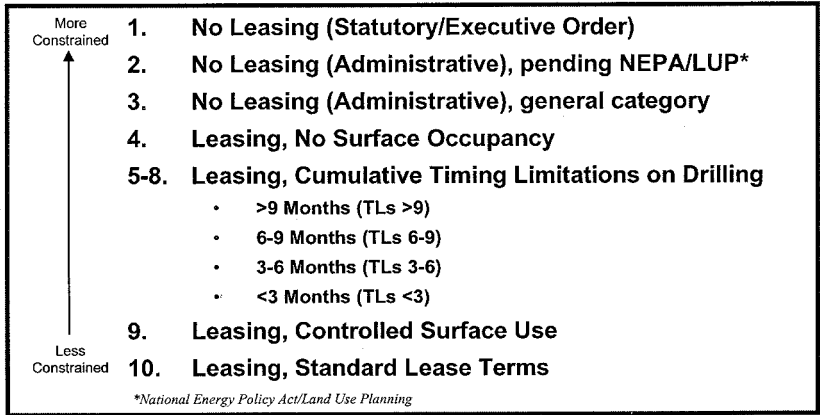 More Constrained
1. No Leasing (Statutory/Executive Order)
2. No Leasing (Administrative), pending NEPA/LUP*
3. No Leasing (Administrative), general category
4. Leasing, No Surface Occupancy
5-8. Leasing, Cumulative Timing Limitations on Drilling
• >9 Months (TLs >9)
• 6-9 Months (TLs 6-9)
• 3-6 Months (TLs 3-6)
• <3 Months (TLs <3)
9. Leasing, Controlled Surface Use
Less Constrained
10. Leasing, Standard Lease Terms
*National Energy Policy Act/Land Use Planning